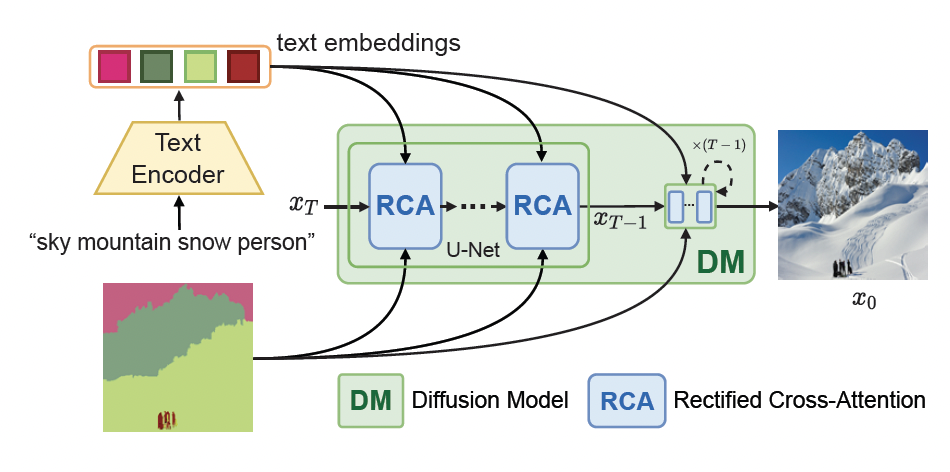 text embeddings
Text
Encoder
×(T − 1)
x_T
RCA
RCA
x_{T−1}
U-Net
DM
“sky mountain snow person”
x_0
DM
Diffusion Model
RCA
Rectified Cross-Attention